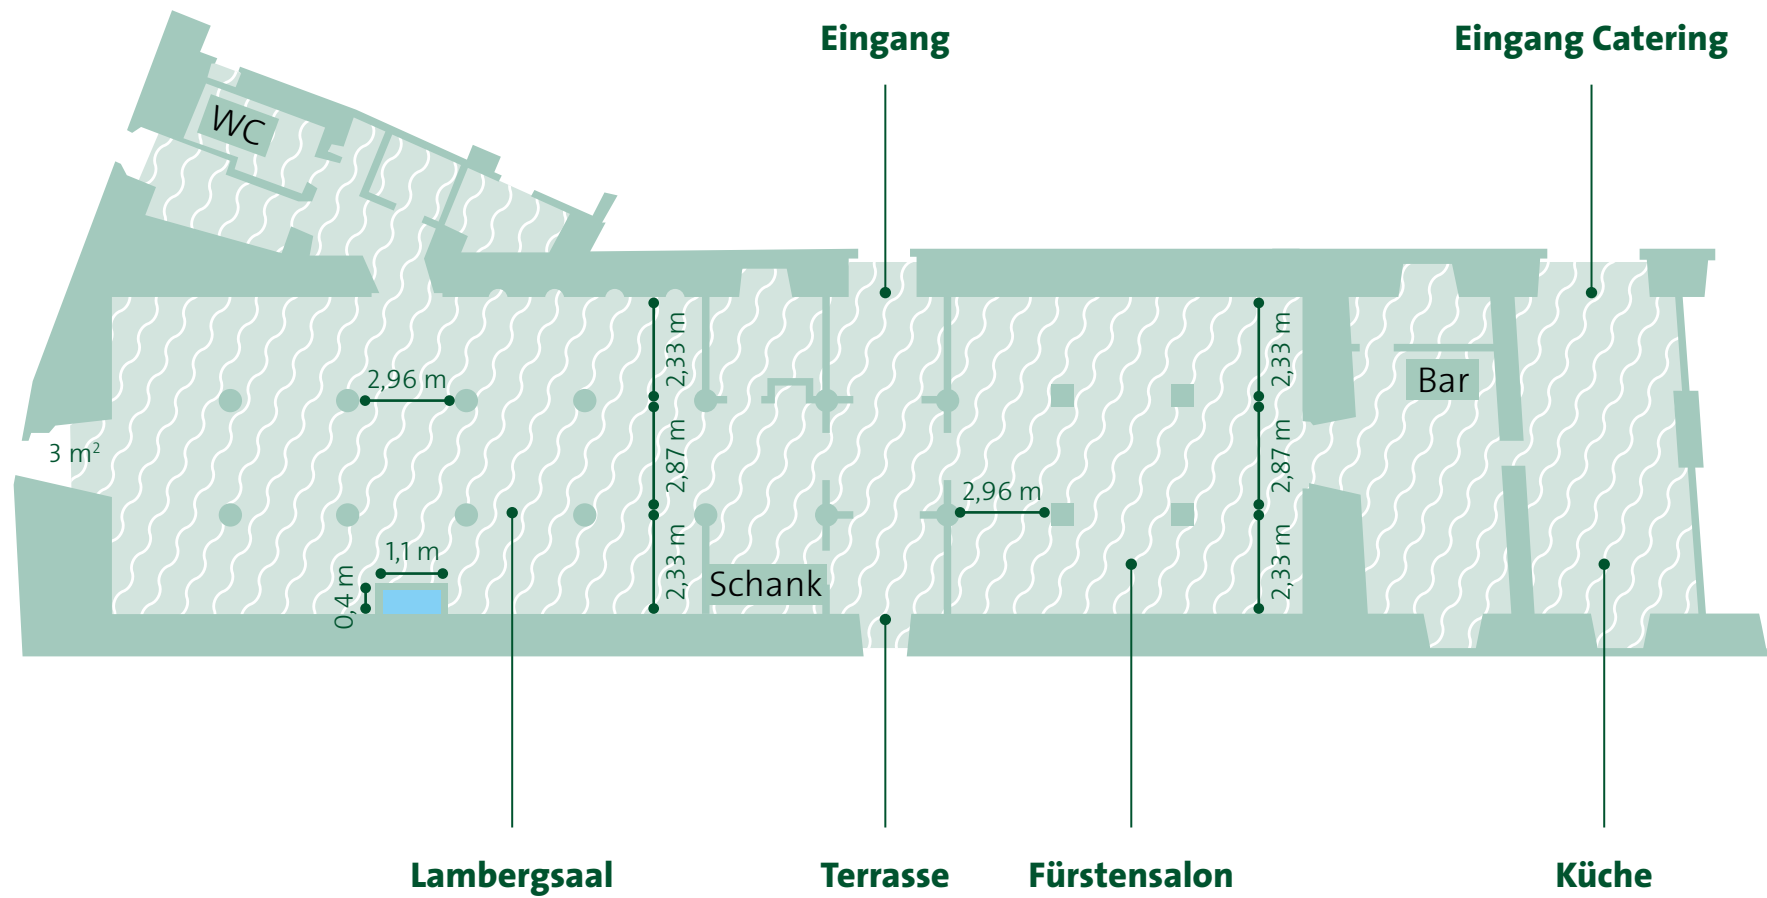 Eingang
Eingang Catering
WC
2,33 m
2,33 m
2,96 m
Bar
3 m²
2,87 m
2,87 m
2,96 m
1,1 m
0,4 m
2,33 m
Schank
2,33 m
Lambergsaal
Terrasse
Fürstensalon
Küche